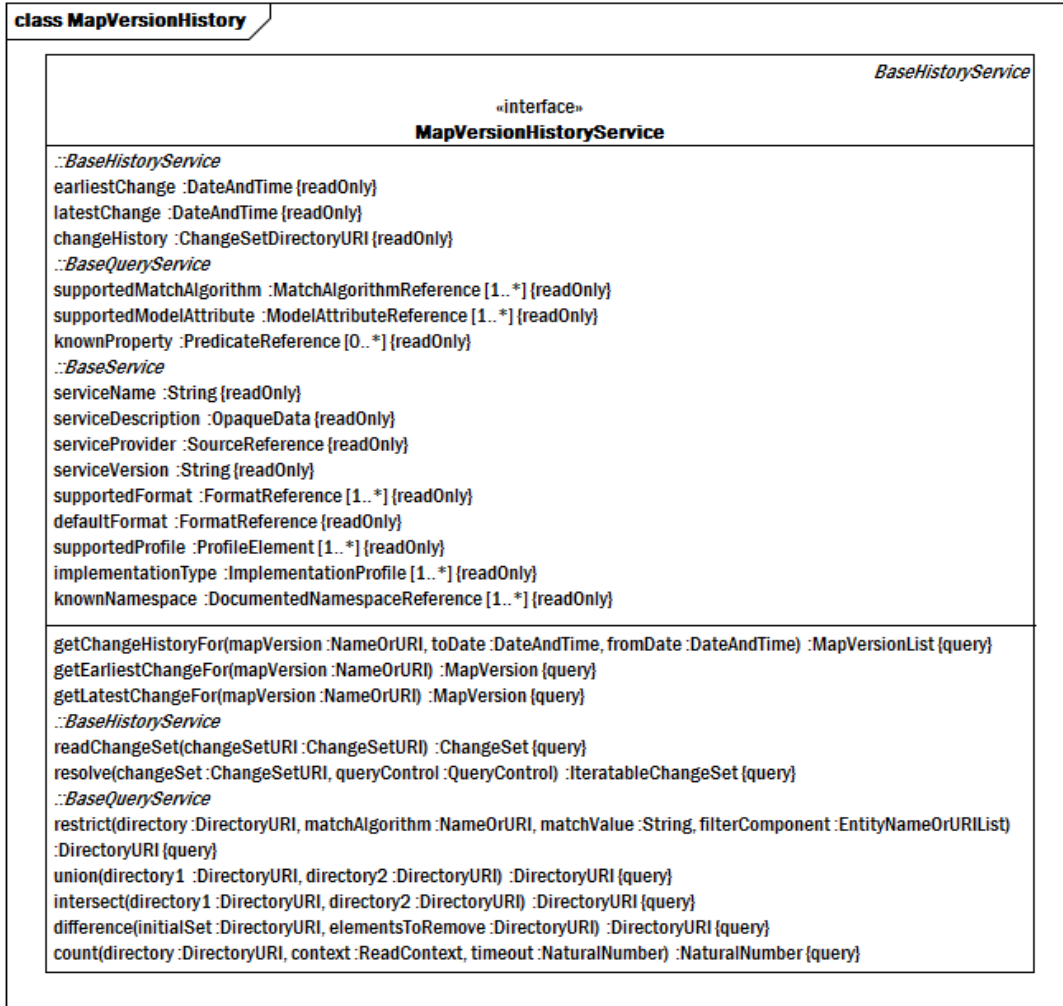 class MapVersionHistory
BaseHistoryService
«interface»
MapVersionHistoryService
::BaseHistoryService
earliestChange :DateAndTime {readOnly}
latestChange :DateAndTime {readOnly}
changeHistory :ChangeSetDirectoryURI {readOnly}
::BaseQueryService
supportedMatchAlgorithm :MatchAlgorithmReference [1..*] {readOnly}
supportedModelAttribute :ModelAttributeReference [1..*] {readOnly}
knownProperty :PredicateReference [0..*] {readOnly}
::BaseService
serviceName :String {readOnly}
serviceDescription :OpaqueData {readOnly}
serviceProvider :SourceReference {readOnly}
serviceVersion :String {readOnly}
supportedFormat :FormatReference [1..*] {readOnly}
defaultFormat :FormatReference {readOnly}
supportedProfile :ProfileElement [1..*] {readOnly}
implementationType :ImplementationProfile [1..*] {readOnly}
knownNamespace :DocumentedNamespaceReference [1..*] {readOnly}
getChangeHistoryFor(mapVersion :NameOrURI, toDate :DateAndTime, fromDate :DateAndTime) :MapVersionList {query}
getEarliestChangeFor(mapVersion :NameOrURI) :MapVersion {query}
getLatestChangeFor(mapVersion :NameOrURI) :MapVersion {query}
::BaseHistoryService
readChangeSet(changeSetURI :ChangeSetURI) :ChangeSet {query}
resolve(changeSet :ChangeSetURI, queryControl :QueryControl) :IteratableChangeSet {query}
::BaseQueryService
restrict(directory :DirectoryURI, matchAlgorithm :NameOrURI, matchValue :String, filterComponent :EntityNameOrURIList)
:DirectoryURI {query}
union(directory1 :DirectoryURI, directory2 :DirectoryURI) :DirectoryURI {query}
intersect(directory1 :DirectoryURI, directory2 :DirectoryURI) :DirectoryURI {query}
difference(initialSet :DirectoryURI, elementsToRemove :DirectoryURI) :DirectoryURI {query}
count(directory :DirectoryURI, context :ReadContext, timeout :NaturalNumber) :NaturalNumber {query}